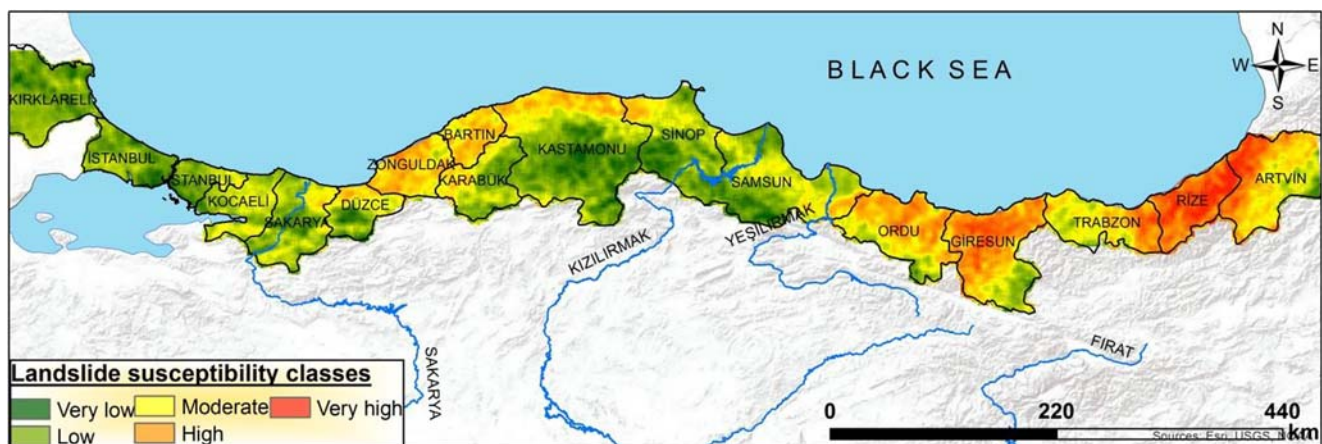 BLACK SEA
N
W E
S
KIRKLARELİ
İSTANBUL
İSTANBUL
KOCAELİ
SAKARYA
DÜZCE
ZONGULDAK
BARTIN
KARABÜK
KASTAMONU
SİNOP
SAMSUN
ORDU
GİRESUN
TRABZON
RİZE
ARTVİN
KIZILIRMAK
YEŞİLIRMAK
SAKARYA
FIRAT
Landslide susceptibility classes
Very low Moderate Very high
Low High
0 220 440
km
Sources: Esri, USGS,